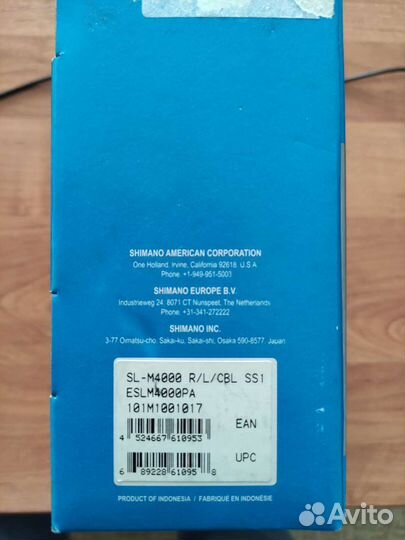 SHIMANO AMERICAN CORPORATION
One Holland, Irvine, California 92618 U.S.A.
Phone: +1-949-951-5003
SHIMANO EUROPE B.V.
Industrieweg 24, 8071 CT Nunspeet, The Netherlands
Phone: +31-341-272222
SHIMANO INC.
3-77 Oimatsu-cho, Sakai-ku, Sakai, Osaka 590-8577, Japan
SL-M4000 R/L/CBL SS1
ESLM4000PA
101M1001017
EAN
4 524667 610953
UPC
6 89228 61095 8
PRODUCT OF INDONESIA / FABRIQUÉ EN INDONÉSIE
Avito